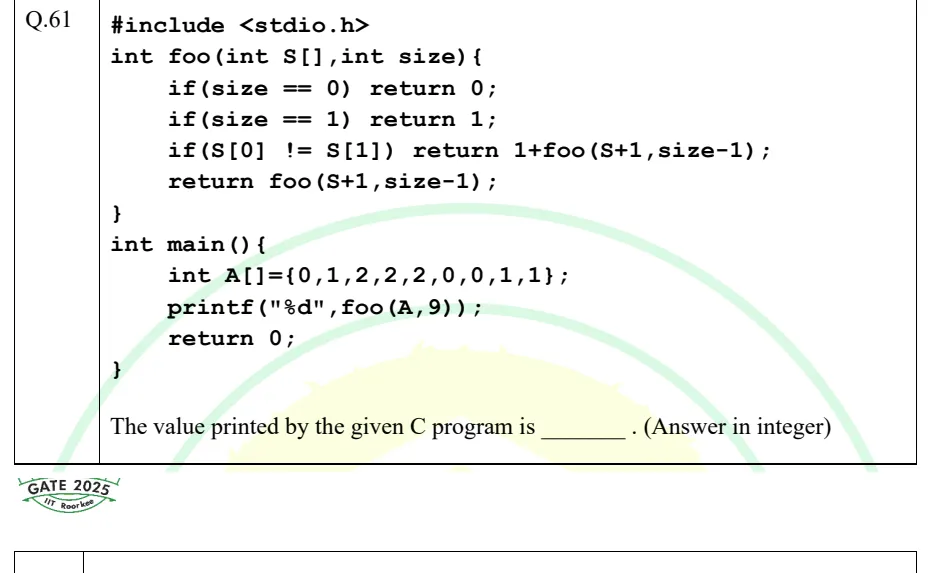 Q.61
#include <stdio.h>
int foo(int S[],int size){
    if(size == 0) return 0;
    if(size == 1) return 1;
    if(S[0] != S[1]) return 1+foo(S+1,size-1);
    return foo(S+1,size-1);
}
int main(){
    int A[]={0,1,2,2,2,0,0,1,1};
    printf("%d",foo(A,9));
    return 0;
}
The value printed by the given C program is _______ . (Answer in integer)
GATE 2025
IIT Roorkee